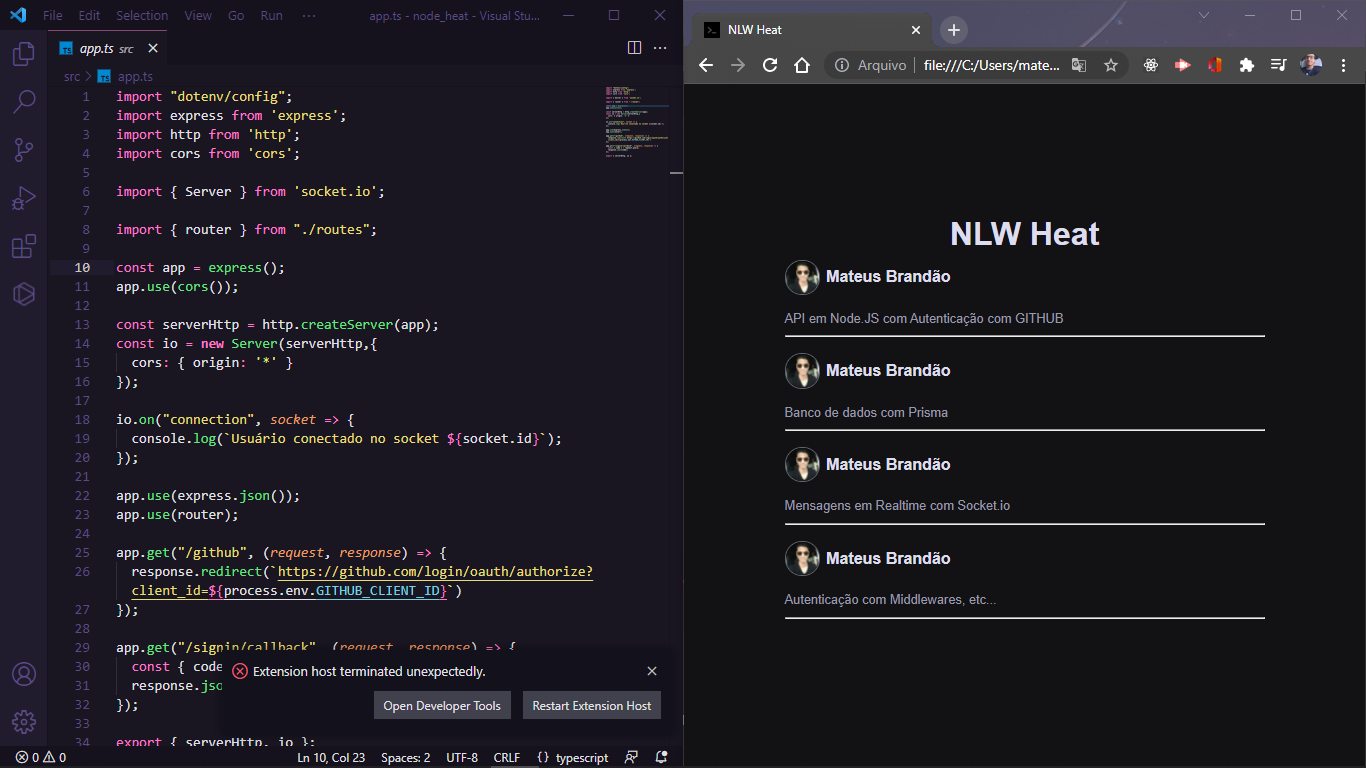 File Edit Selection View Go Run ··· app.ts - node_heat - Visual Stu...
app.ts src
src > app.ts
1 import "dotenv/config";
2 import express from 'express';
3 import http from 'http';
4 import cors from 'cors';
5
6 import { Server } from 'socket.io';
7
8 import { router } from "./routes";
9
10 const app = express();
11 app.use(cors());
12
13 const serverHttp = http.createServer(app);
14 const io = new Server(serverHttp,{
15 cors: { origin: '*' }
16 });
17
18 io.on("connection", socket => {
19 console.log(`Usuário conectado no socket ${socket.id}`);
20 });
21
22 app.use(express.json());
23 app.use(router);
24
25 app.get("/github", (request, response) => {
26 response.redirect(`https://github.com/login/oauth/authorize?
client_id=${process.env.GITHUB_CLIENT_ID}`)
27 });
28
29 app.get("/signin/callback", (request, response) => {
30 const { code
31 response.jso
32 });
33
34 export { serverHttp, io };
Extension host terminated unexpectedly.
Open Developer Tools Restart Extension Host
0 0 Ln 10, Col 23 Spaces: 2 UTF-8 CRLF {} typescript
NLW Heat
Arquivo file:///C:/Users/mate...
NLW Heat
Mateus Brandão
API em Node.JS com Autenticação com GITHUB
Mateus Brandão
Banco de dados com Prisma
Mateus Brandão
Mensagens em Realtime com Socket.io
Mateus Brandão
Autenticação com Middlewares, etc...